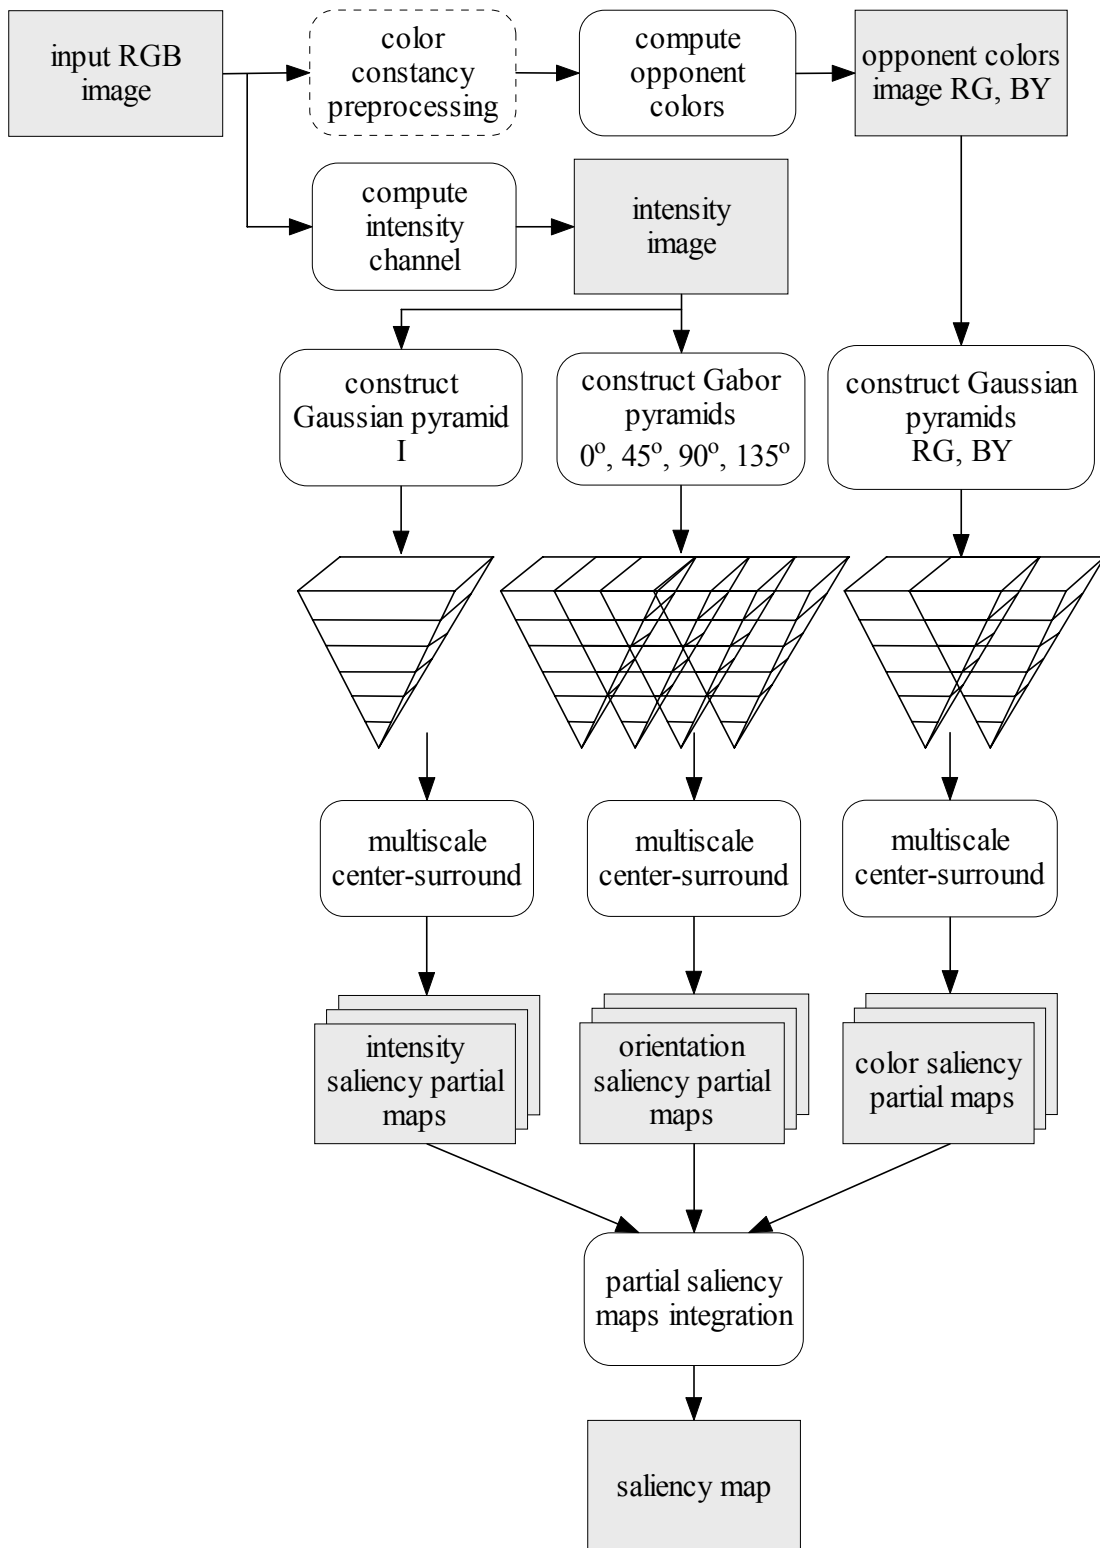 input RGB
image
color
constancy
preprocessing
compute
opponent
colors
opponent colors
image RG, BY
compute
intensity
channel
intensity
image
construct
Gaussian pyramid
I
construct Gabor
pyramids
0º, 45º, 90º, 135º
construct Gaussian
pyramids
RG, BY
multiscale
center-surround
multiscale
center-surround
multiscale
center-surround
intensity
saliency partial
maps
orientation
saliency partial
maps
color saliency
partial maps
partial saliency
maps integration
saliency map